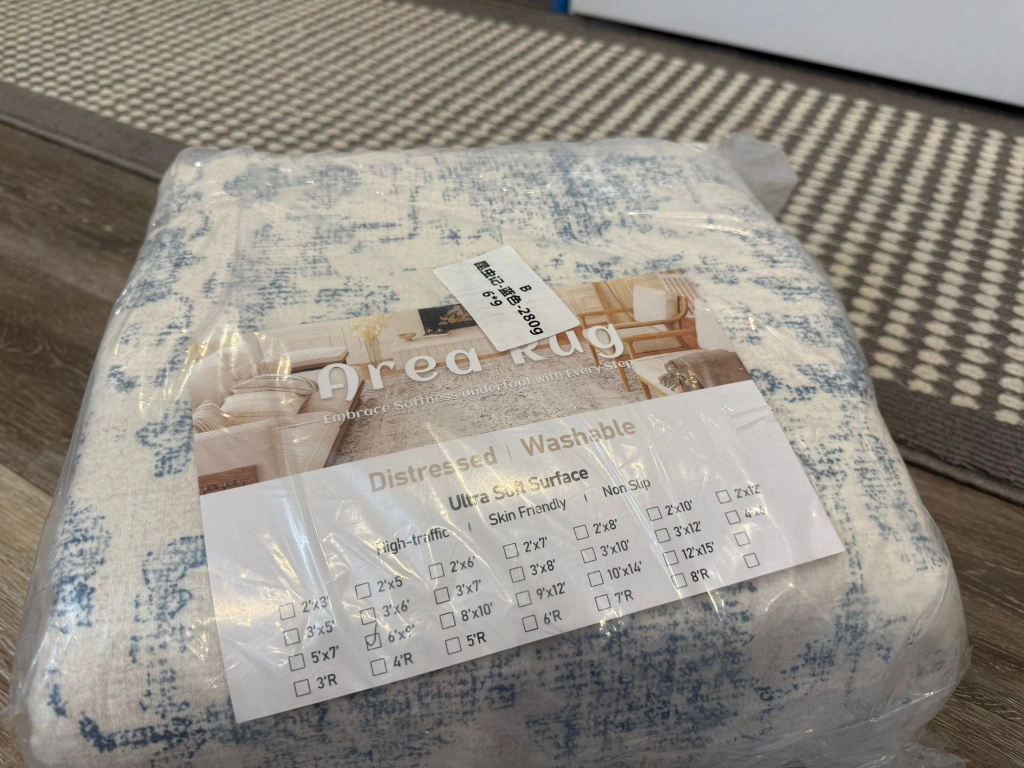 B
昆虫记-蓝色-280g
6*9
Area Rug
Embrace Softness underfoot with Every Step
Distressed | Washable
Ultra Soft Surface
High-traffic | Skin Friendly | Non Slip
☐ 2'x3' ☐ 2'x5' ☐ 2'x6' ☐ 2'x7' ☐ 2'x8' ☐ 2'x10' ☐ 2'x12'
☐ 3'x5' ☐ 3'x6' ☐ 3'x7' ☐ 3'x8' ☐ 3'x10' ☐ 3'x12' ☐
☐ 5'x7' ☑ 6'x9' ☐ 8'x10' ☐ 9'x12' ☐ 10'x14' ☐ 12'x15' ☐
☐ 3'R ☐ 4'R ☐ 5'R ☐ 6'R ☐ 7'R ☐ 8'R ☐